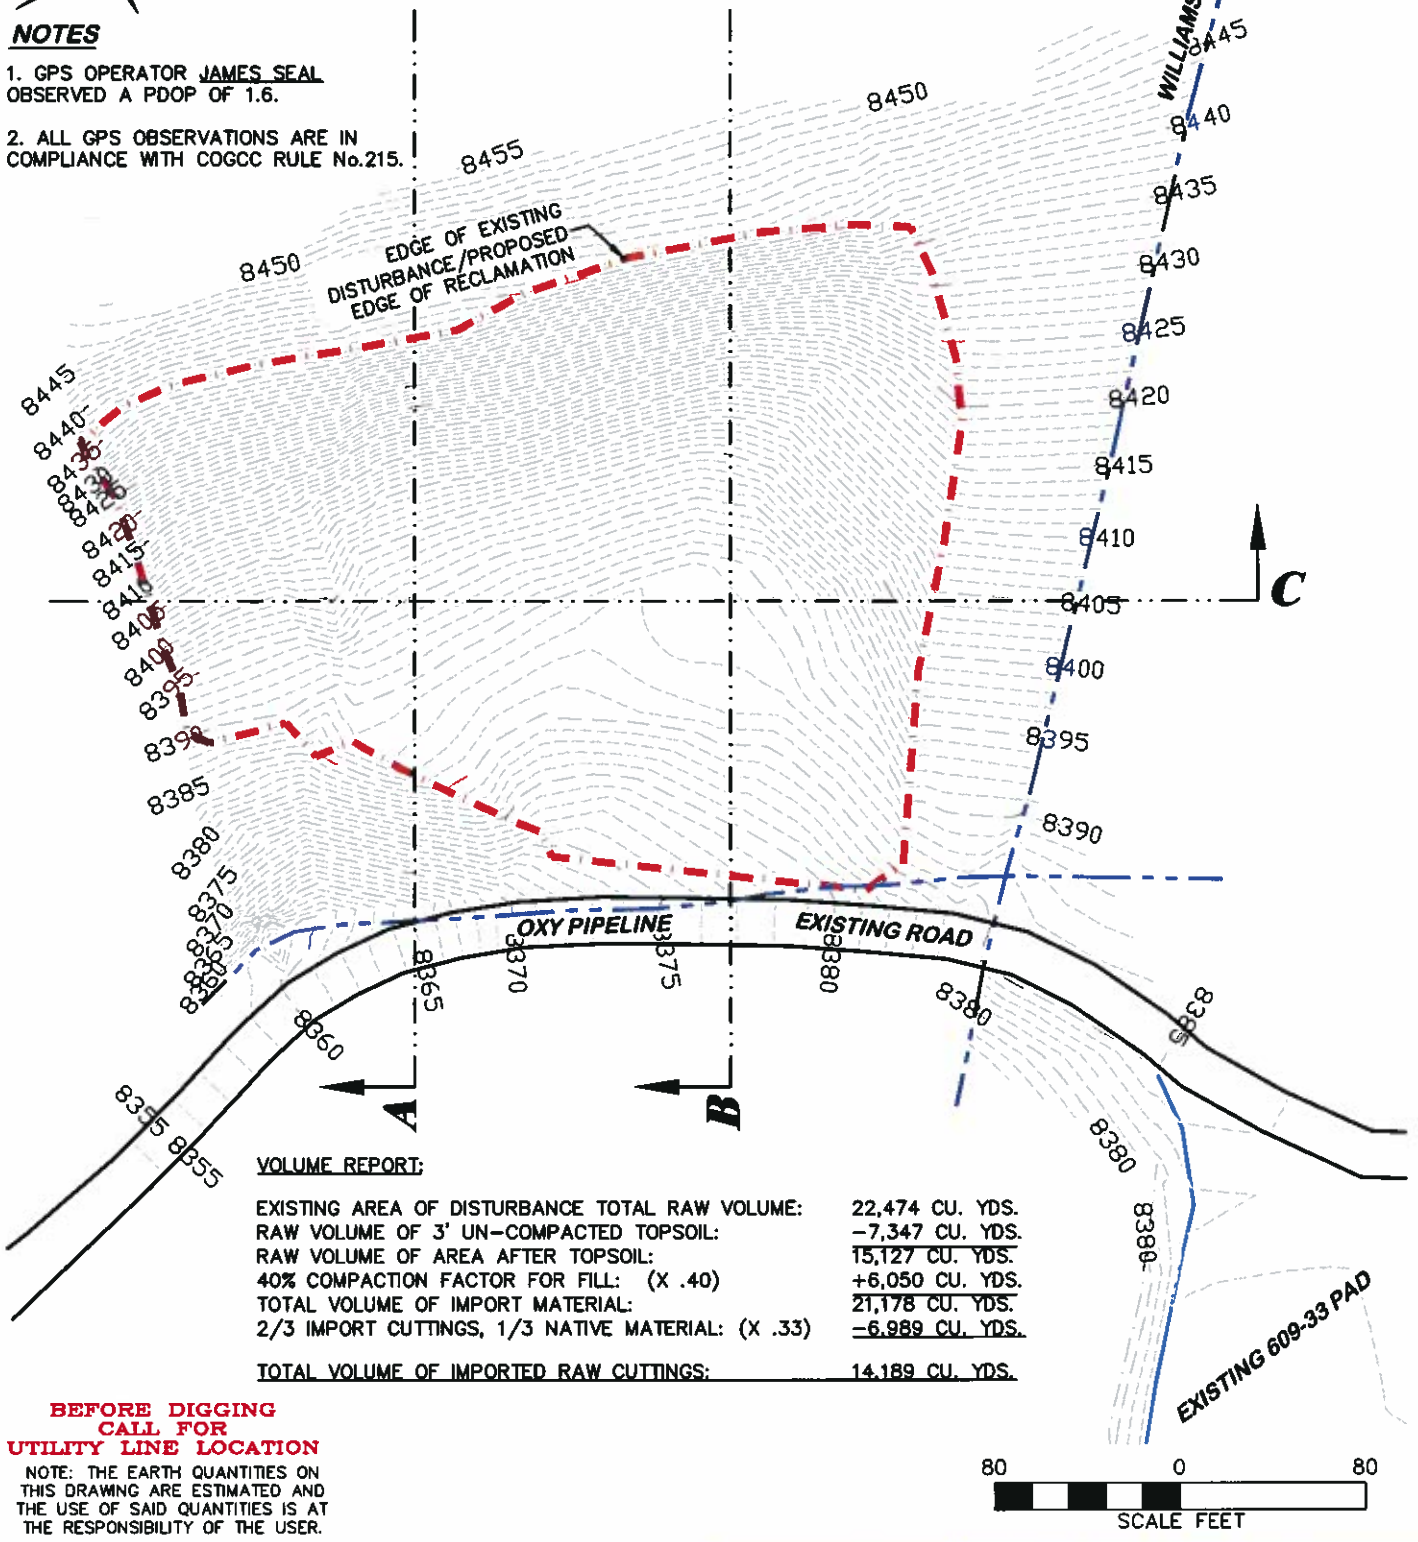 NOTES
1. GPS OPERATOR JAMES SEAL
OBSERVED A PDOP OF 1.6.
2. ALL GPS OBSERVATIONS ARE IN
COMPLIANCE WITH COGCC RULE No.215.
WILLIAMS
8445
8440
8435
8430
8425
8420
8415
8410
8405
8400
8395
8390
8450
8455
8450
EDGE OF EXISTING
DISTURBANCE/PROPOSED
EDGE OF RECLAMATION
8445
8440
8435
8420
8415
8410
8405
8400
8395
8390
8385
8380
8375
8370
8365
8360
C
OXY PIPELINE
EXISTING ROAD
8365
8370
8375
8380
8380
8385
8360
8355
8355
A
B
8380
8380
VOLUME REPORT:
EXISTING AREA OF DISTURBANCE TOTAL RAW VOLUME: 22,474 CU. YDS.
RAW VOLUME OF 3' UN-COMPACTED TOPSOIL: -7,347 CU. YDS.
RAW VOLUME OF AREA AFTER TOPSOIL: 15,127 CU. YDS.
40% COMPACTION FACTOR FOR FILL: (X .40) +6,050 CU. YDS.
TOTAL VOLUME OF IMPORT MATERIAL: 21,178 CU. YDS.
2/3 IMPORT CUTTINGS, 1/3 NATIVE MATERIAL: (X .33) -6,989 CU. YDS.
TOTAL VOLUME OF IMPORTED RAW CUTTINGS: 14,189 CU. YDS.
EXISTING 609-33 PAD
BEFORE DIGGING
CALL FOR
UTILITY LINE LOCATION
NOTE: THE EARTH QUANTITIES ON
THIS DRAWING ARE ESTIMATED AND
THE USE OF SAID QUANTITIES IS AT
THE RESPONSIBILITY OF THE USER.
80 0 80
SCALE FEET